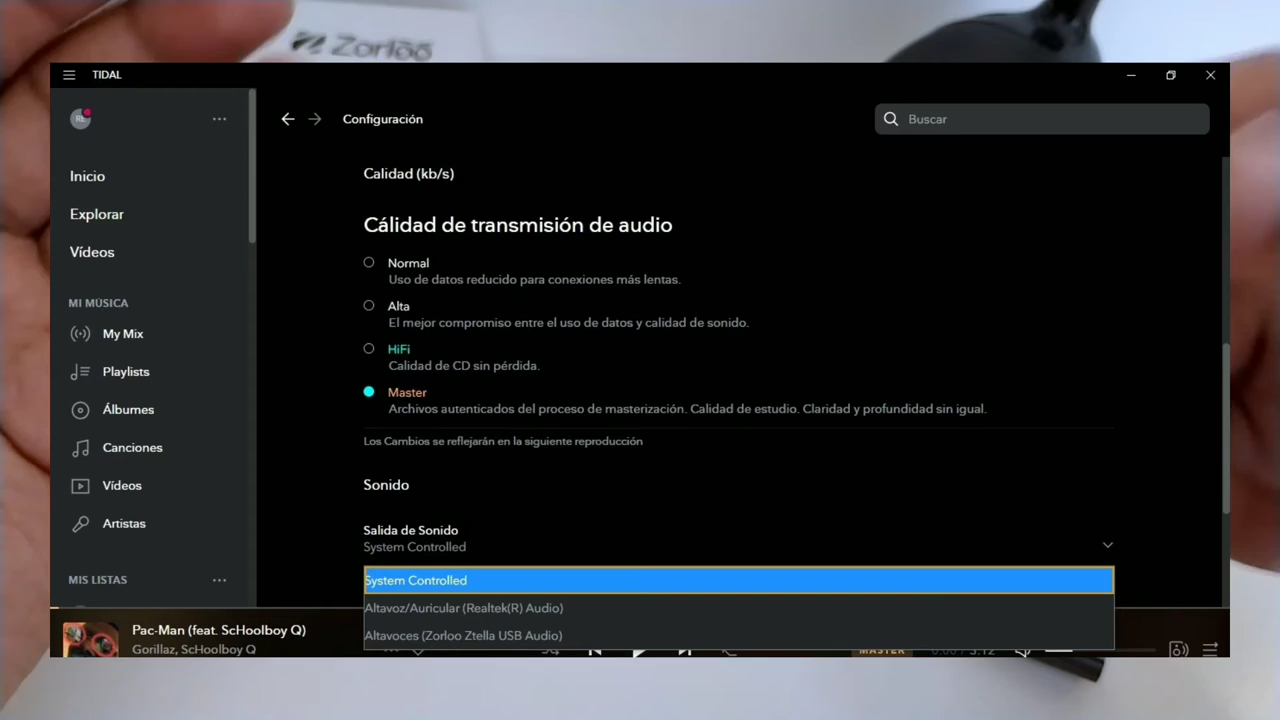 Zorloo
TIDAL
RE
Configuración
Buscar
Inicio
Explorar
Vídeos
MI MÚSICA
My Mix
Playlists
Álbumes
Canciones
Vídeos
Artistas
MIS LISTAS
Calidad (kb/s)
Cálidad de transmisión de audio
Normal
Uso de datos reducido para conexiones más lentas.
Alta
El mejor compromiso entre el uso de datos y calidad de sonido.
HiFi
Calidad de CD sin pérdida.
Master
Archivos autenticados del proceso de masterización. Calidad de estudio. Claridad y profundidad sin igual.
Los Cambios se reflejarán en la siguiente reproducción
Sonido
Salida de Sonido
System Controlled
System Controlled
Altavoz/Auricular (Realtek(R) Audio)
Altavoces (Zorloo Ztella USB Audio)
Pac-Man (feat. ScHoolboy Q)
Gorillaz, ScHoolboy Q
MASTER
0:00 / 3:12